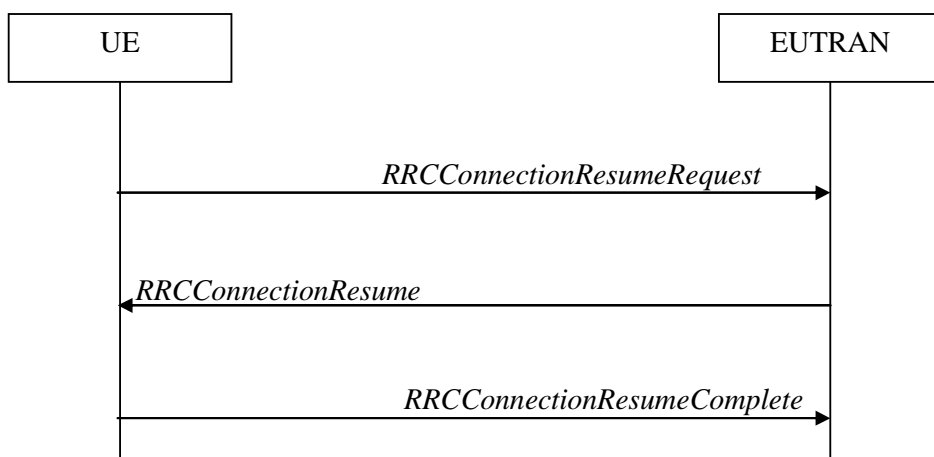 UE
EUTRAN
RRCConnectionResumeRequest
RRCConnectionResume
RRCConnectionResumeComplete